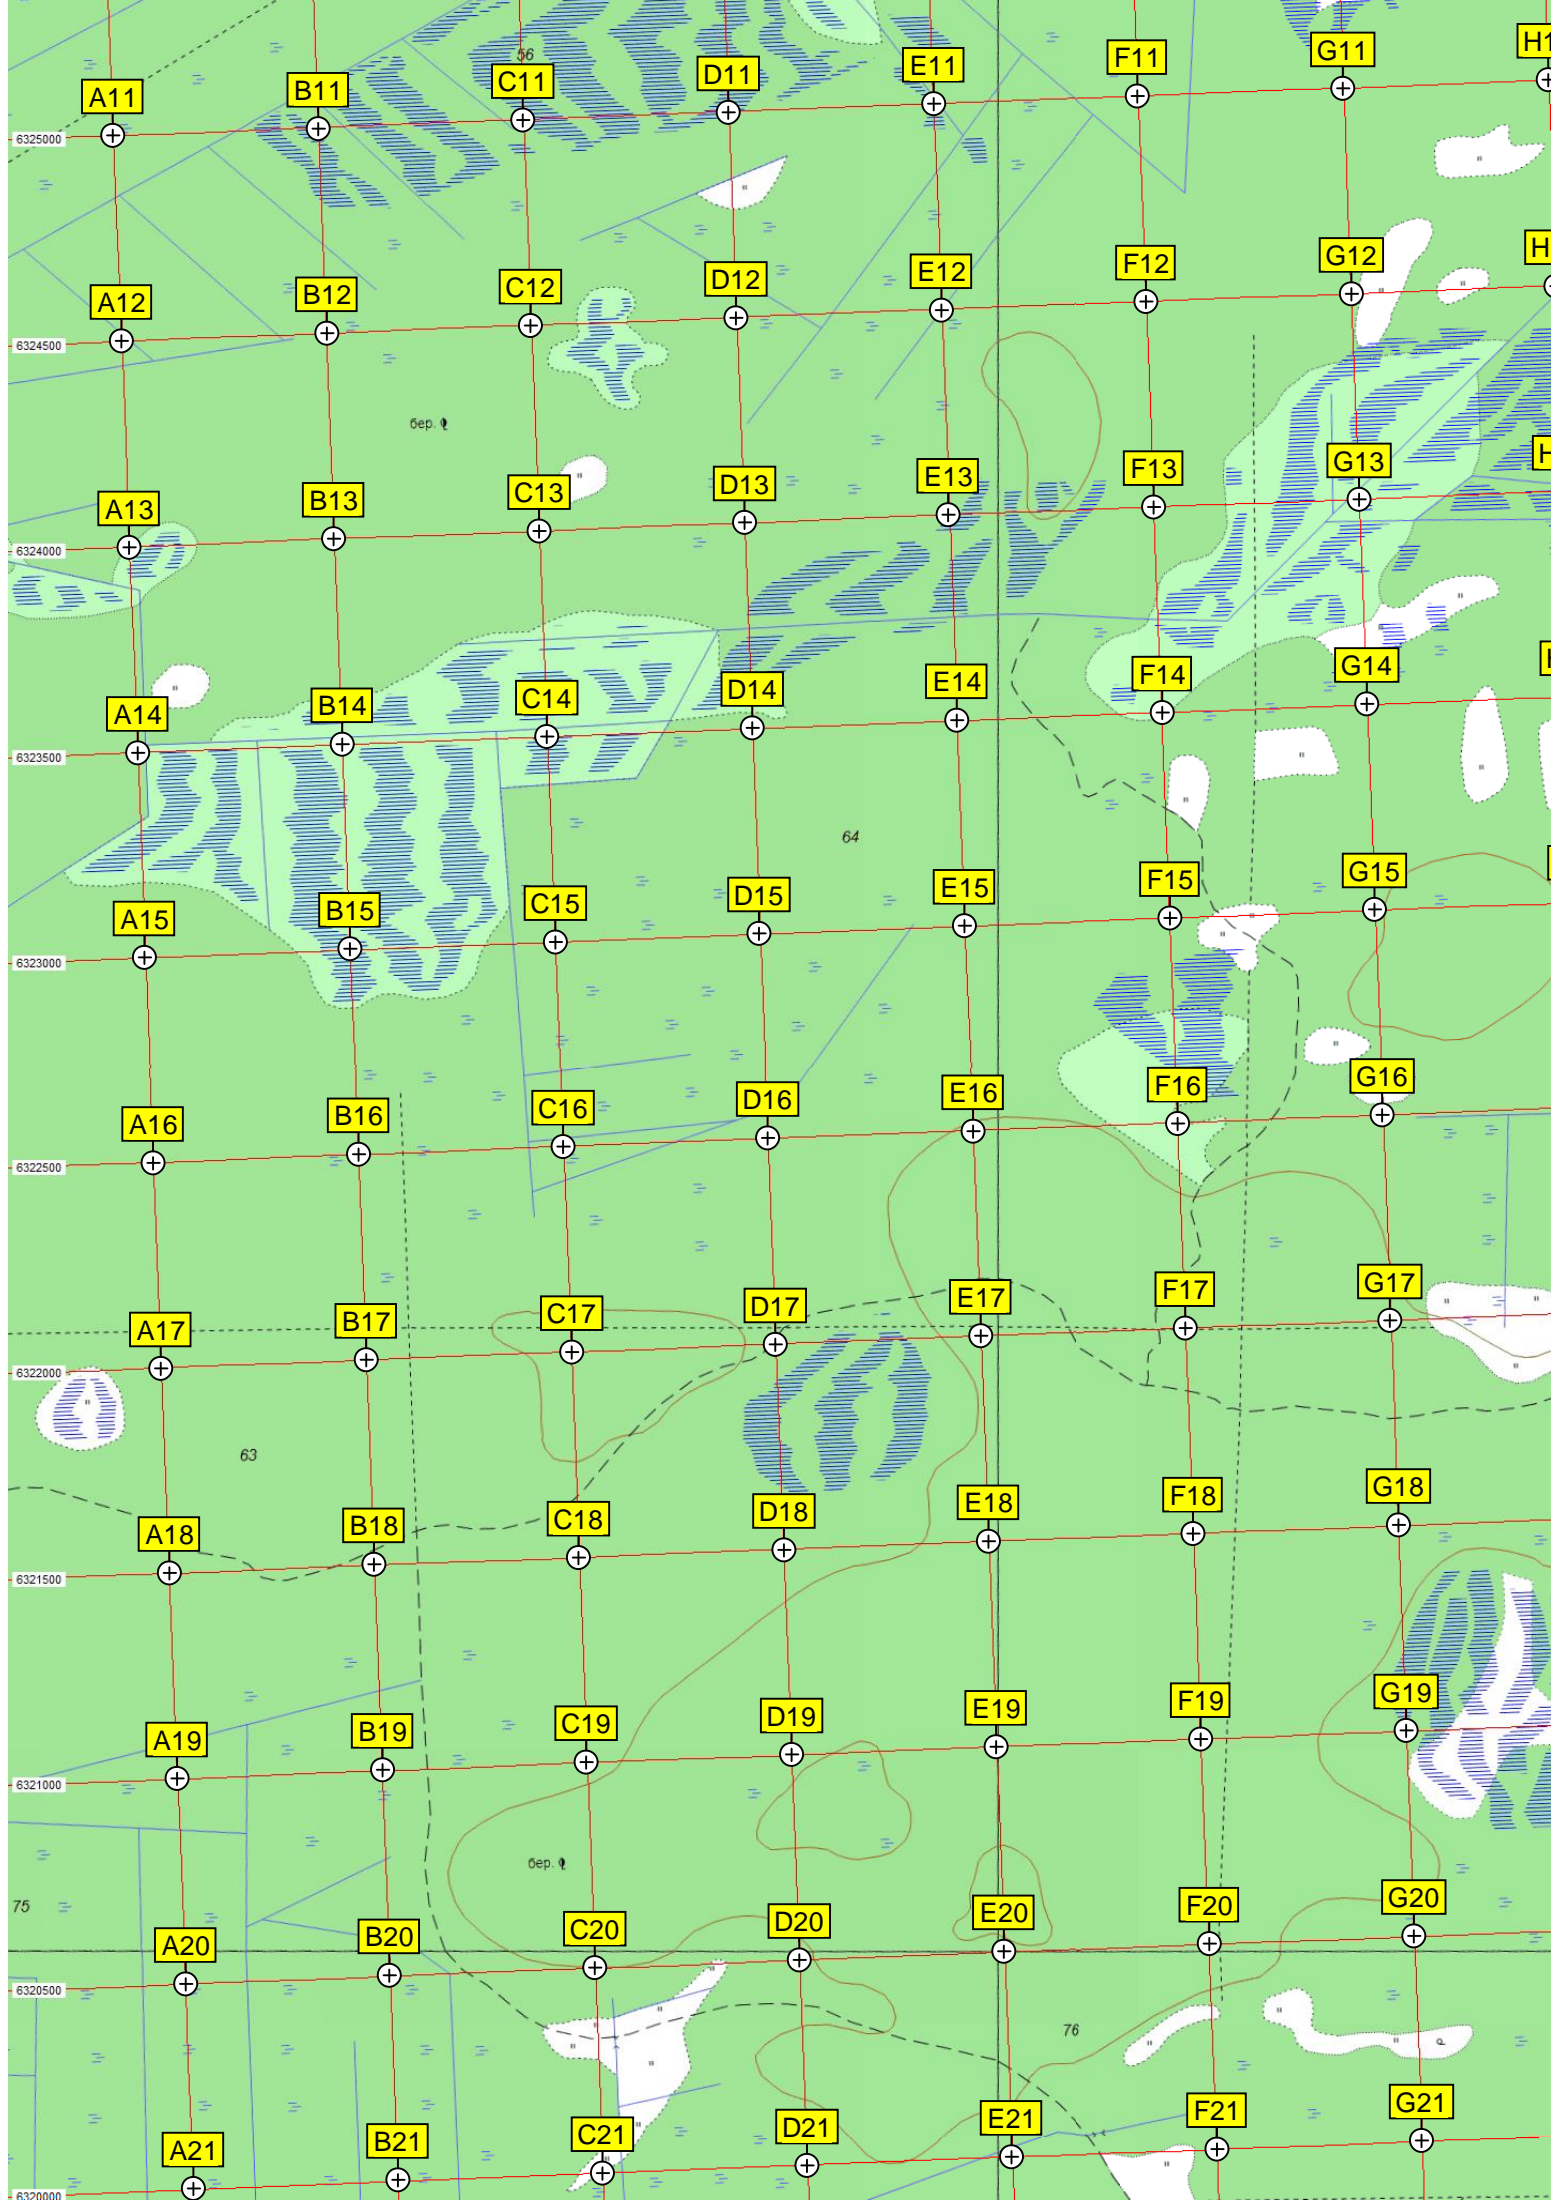 56
A11 B11 C11 D11 E11 F11 G11
6325000
A12 B12 C12 D12 E12 F12 G12
6324500
бер.
A13 B13 C13 D13 E13 F13 G13
6324000
A14 B14 C14 D14 E14 F14 G14
6323500
64
A15 B15 C15 D15 E15 F15 G15
6323000
A16 B16 C16 D16 E16 F16 G16
6322500
A17 B17 C17 D17 E17 F17 G17
6322000
63
A18 B18 C18 D18 E18 F18 G18
6321500
A19 B19 C19 D19 E19 F19 G19
6321000
бер.
75
A20 B20 C20 D20 E20 F20 G20
6320500
76
A21 B21 C21 D21 E21 F21 G21
6320000